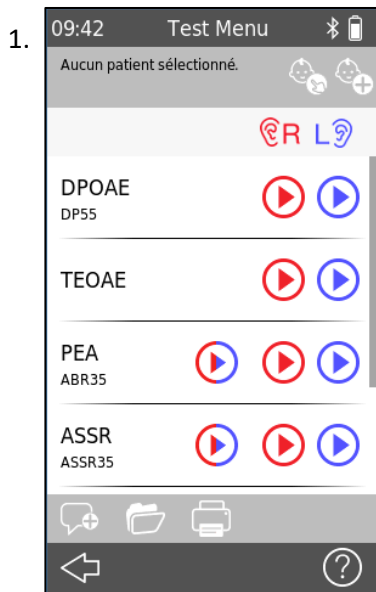 1.
09:42 Test Menu
Aucun patient sélectionné.
R L
DPOAE
DP55
TEOAE
PEA
ABR35
ASSR
ASSR35
?